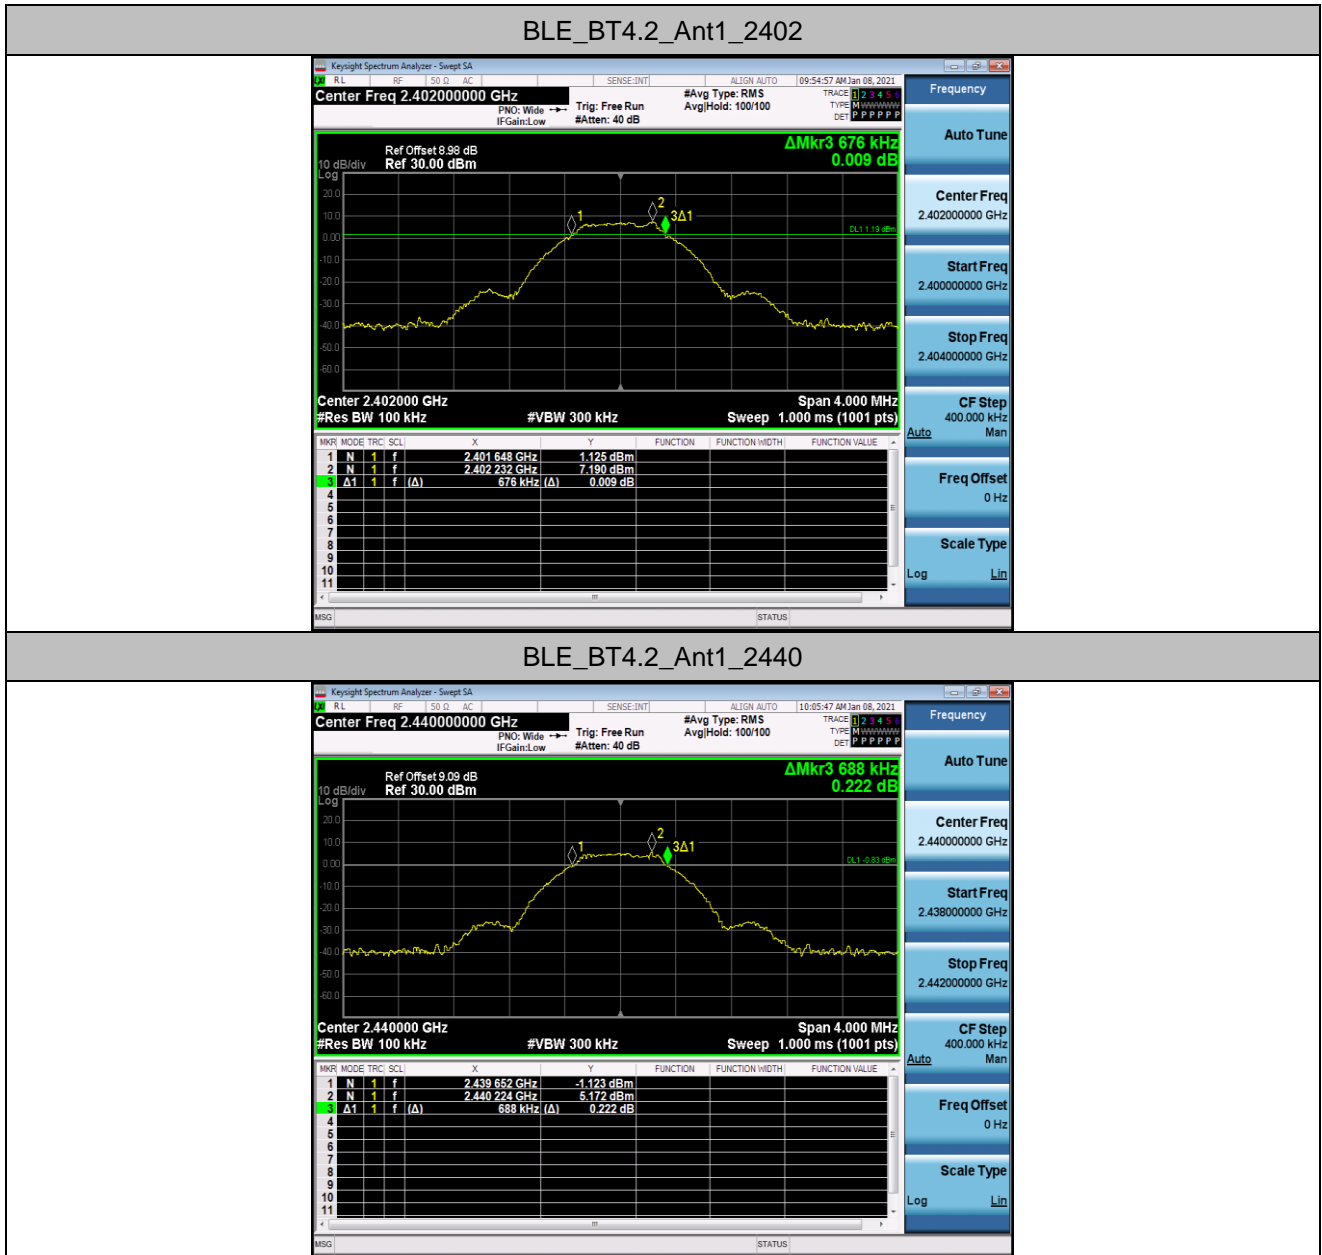 BLE_BT4.2_Ant1_2402
Keysight Spectrum Analyzer - Swept SA
RL RF 50 Ω AC SENSE:INT ALIGN AUTO 09:54:57 AM Jan 08, 2021
Center Freq 2.402000000 GHz #Avg Type: RMS TRACE 1 2 3 4 5 6
PNO: Wide Trig: Free Run Avg|Hold: 100/100 TYPE M WWWWW
IFGain:Low #Atten: 40 dB DET P P P P P P
Frequency
Auto Tune
Center Freq
2.402000000 GHz
Start Freq
2.400000000 GHz
Stop Freq
2.404000000 GHz
CF Step
400.000 kHz
Auto Man
Freq Offset
0 Hz
Scale Type
Log Lin
ΔMkr3 676 kHz
0.009 dB
Ref Offset 8.98 dB
10 dB/div Ref 30.00 dBm
Log
20.0
10.0
0.00
-10.0
-20.0
-30.0
-40.0
-50.0
-60.0
1
2
3Δ1
DL1 1.19 dBm
Center 2.402000 GHz Span 4.000 MHz
#Res BW 100 kHz #VBW 300 kHz Sweep 1.000 ms (1001 pts)
MKR MODE TRC SCL X Y FUNCTION FUNCTION WIDTH FUNCTION VALUE
1 N 1 f 2.401 648 GHz 1.125 dBm
2 N 1 f 2.402 232 GHz 7.190 dBm
3 Δ1 1 f (Δ) 676 kHz (Δ) 0.009 dB
4
5
6
7
8
9
10
11
MSG STATUS
BLE_BT4.2_Ant1_2440
Keysight Spectrum Analyzer - Swept SA
RL RF 50 Ω AC SENSE:INT ALIGN AUTO 10:05:47 AM Jan 08, 2021
Center Freq 2.440000000 GHz #Avg Type: RMS TRACE 1 2 3 4 5 6
PNO: Wide Trig: Free Run Avg|Hold: 100/100 TYPE M WWWWW
IFGain:Low #Atten: 40 dB DET P P P P P P
Frequency
Auto Tune
Center Freq
2.440000000 GHz
Start Freq
2.438000000 GHz
Stop Freq
2.442000000 GHz
CF Step
400.000 kHz
Auto Man
Freq Offset
0 Hz
Scale Type
Log Lin
ΔMkr3 688 kHz
0.222 dB
Ref Offset 9.09 dB
10 dB/div Ref 30.00 dBm
Log
20.0
10.0
0.00
-10.0
-20.0
-30.0
-40.0
-50.0
-60.0
1
2
3Δ1
DL1 -0.83 dBm
Center 2.440000 GHz Span 4.000 MHz
#Res BW 100 kHz #VBW 300 kHz Sweep 1.000 ms (1001 pts)
MKR MODE TRC SCL X Y FUNCTION FUNCTION WIDTH FUNCTION VALUE
1 N 1 f 2.439 652 GHz -1.123 dBm
2 N 1 f 2.440 224 GHz 5.172 dBm
3 Δ1 1 f (Δ) 688 kHz (Δ) 0.222 dB
4
5
6
7
8
9
10
11
MSG STATUS